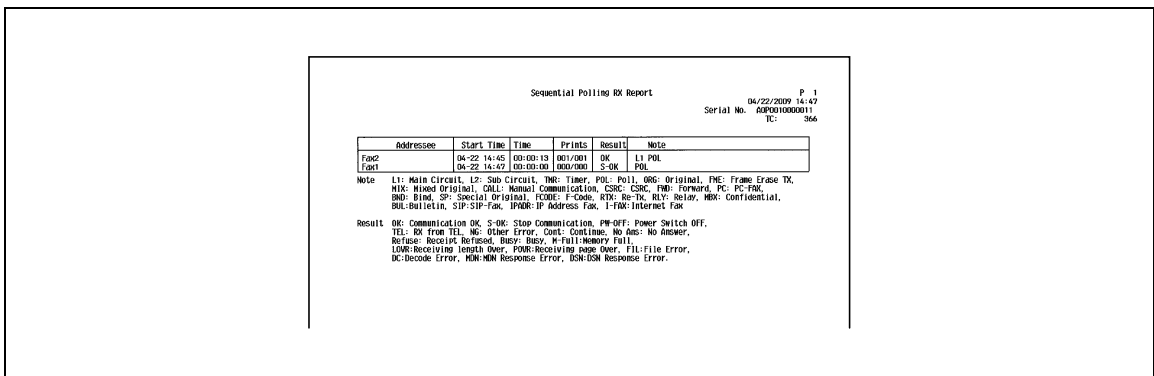 Sequential Polling RX Report
P 1
04/22/2009 14:47
Serial No. A0P0010000011
TC: 366
Addressee Start Time Time Prints Result Note
Fax2 04-22 14:45 00:00:13 001/001 OK L1 POL
Fax1 04-22 14:47 00:00:00 000/000 S-OK POL
Note L1: Main Circuit, L2: Sub Circuit, TMR: Timer, POL: Poll, ORG: Original, FME: Frame Erase TX,
MIX: Mixed Original, CALL: Manual Communication, CSRC: CSRC, FWD: Forward, PC: PC-FAX,
BND: Bind, SP: Special Original, FCODE: F-Code, RTX: Re-Tx, RLY: Relay, MBX: Confidential,
BUL:Bulletin, SIP:SIP-Fax, IPADR:IP Address Fax, I-FAX:Internet Fax
Result OK: Communication OK, S-OK: Stop Communication, PW-OFF: Power Switch OFF,
TEL: RX from TEL, NG: Other Error, Cont: Continue, No Ans: No Answer,
Refuse: Receipt Refused, Busy: Busy, M-Full:Memory Full,
LOVR:Receiving length Over, POVR:Receiving page Over, FIL:File Error,
DC:Decode Error, MDN:MDN Response Error, DSN:DSN Response Error.